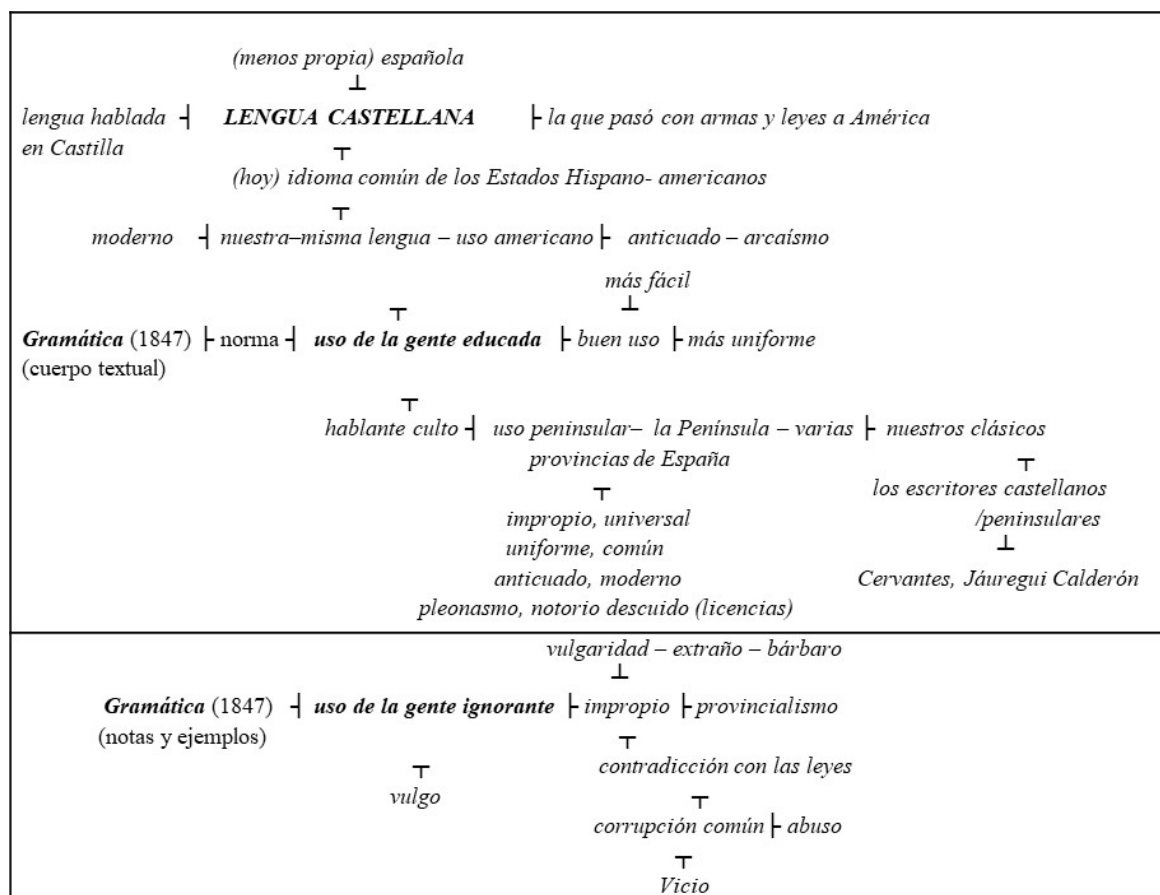 (menos propia) española
┴
lengua hablada ┤ LENGUA CASTELLANA ├ la que pasó con armas y leyes a América
en Castilla
┬
(hoy) idioma común de los Estados Hispano- americanos
┬
moderno ┤ nuestra–misma lengua – uso americano├ anticuado – arcaísmo
más fácil
┬ ┴
Gramática (1847) ├ norma ┤ uso de la gente educada ├ buen uso ├ más uniforme
(cuerpo textual)
┬
hablante culto ┤ uso peninsular– la Península – varias ├ nuestros clásicos
provincias de España ┬
┬ los escritores castellanos
impropio, universal /peninsulares
uniforme, común ┴
anticuado, moderno Cervantes, Jáuregui Calderón
pleonasmo, notorio descuido (licencias)
vulgaridad – extraño – bárbaro
┴
Gramática (1847) ┤ uso de la gente ignorante ├ impropio ├ provincialismo
(notas y ejemplos) ┬
┬ contradicción con las leyes
vulgo ┬
corrupción común ├ abuso
┬
Vicio